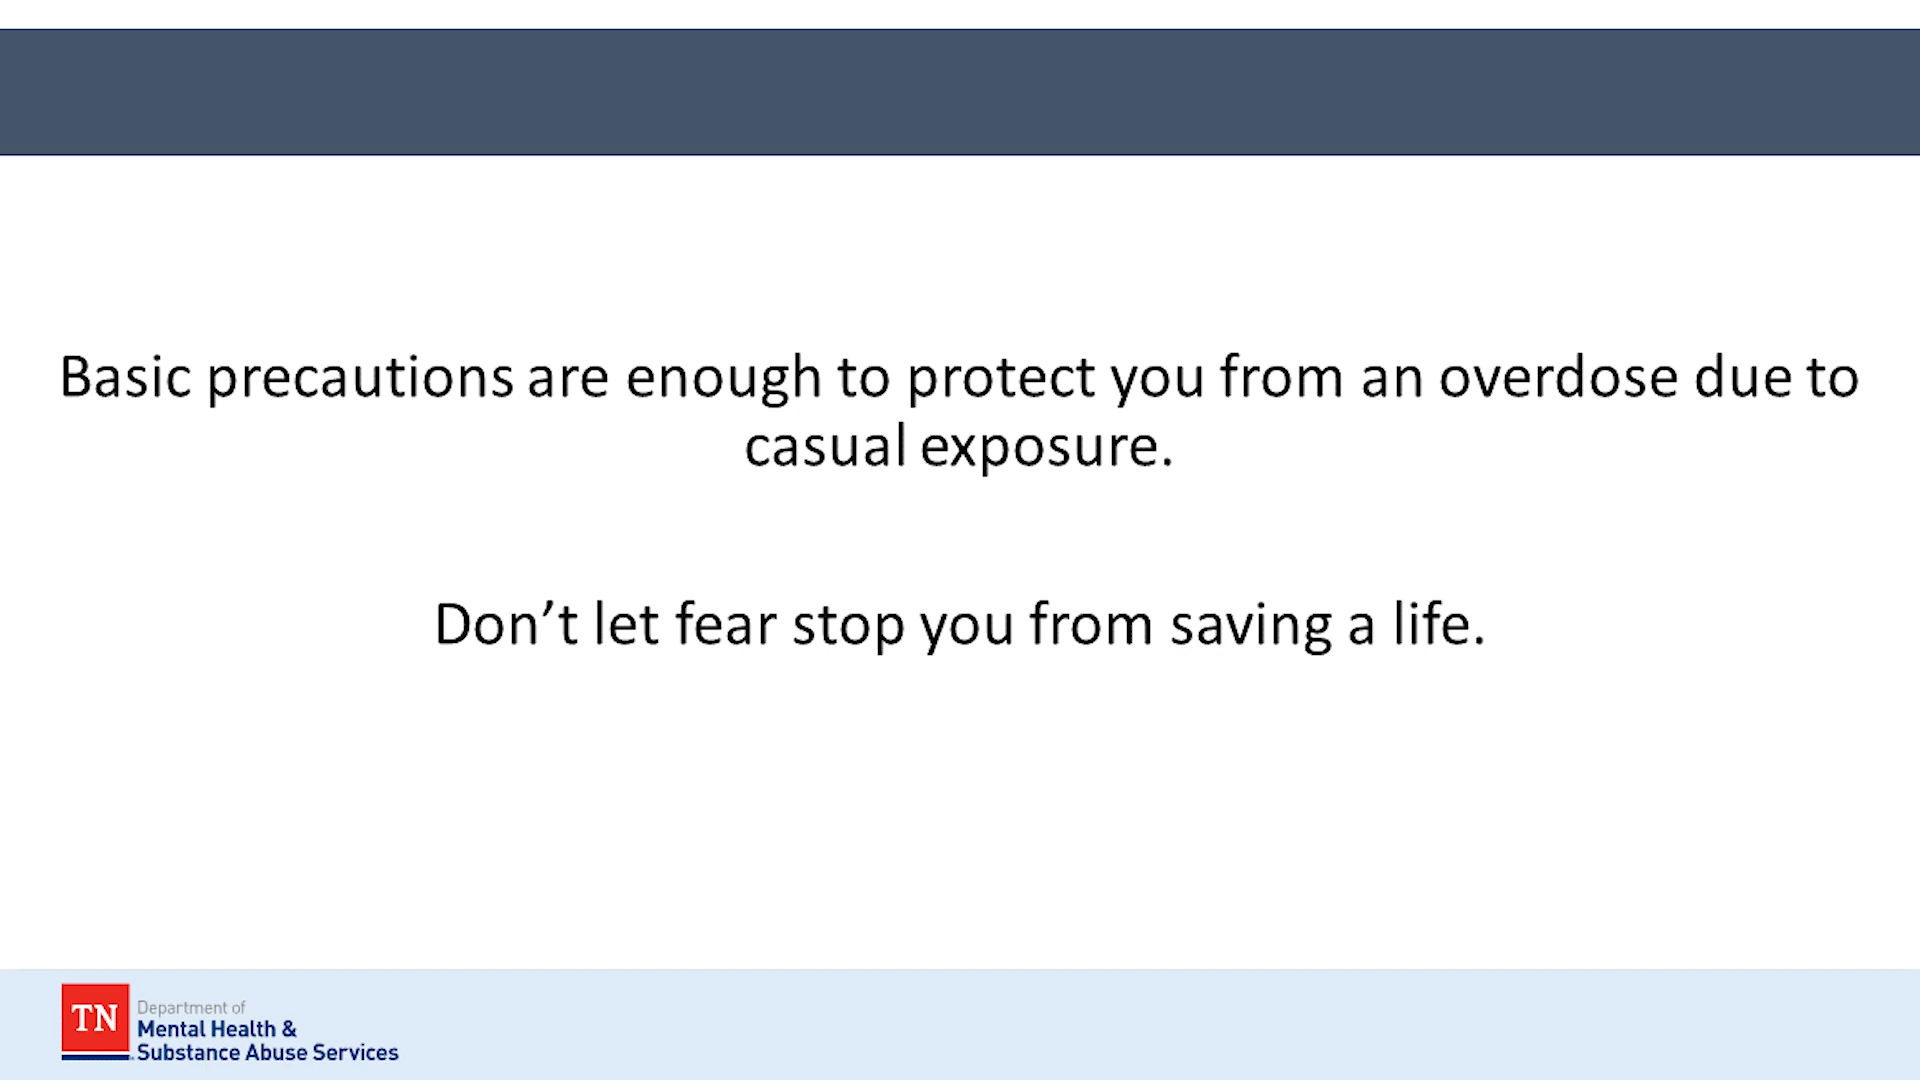 Basic precautions are enough to protect you from an overdose due to
casual exposure.
Don’t let fear stop you from saving a life.
TN
Department of
Mental Health &
Substance Abuse Services